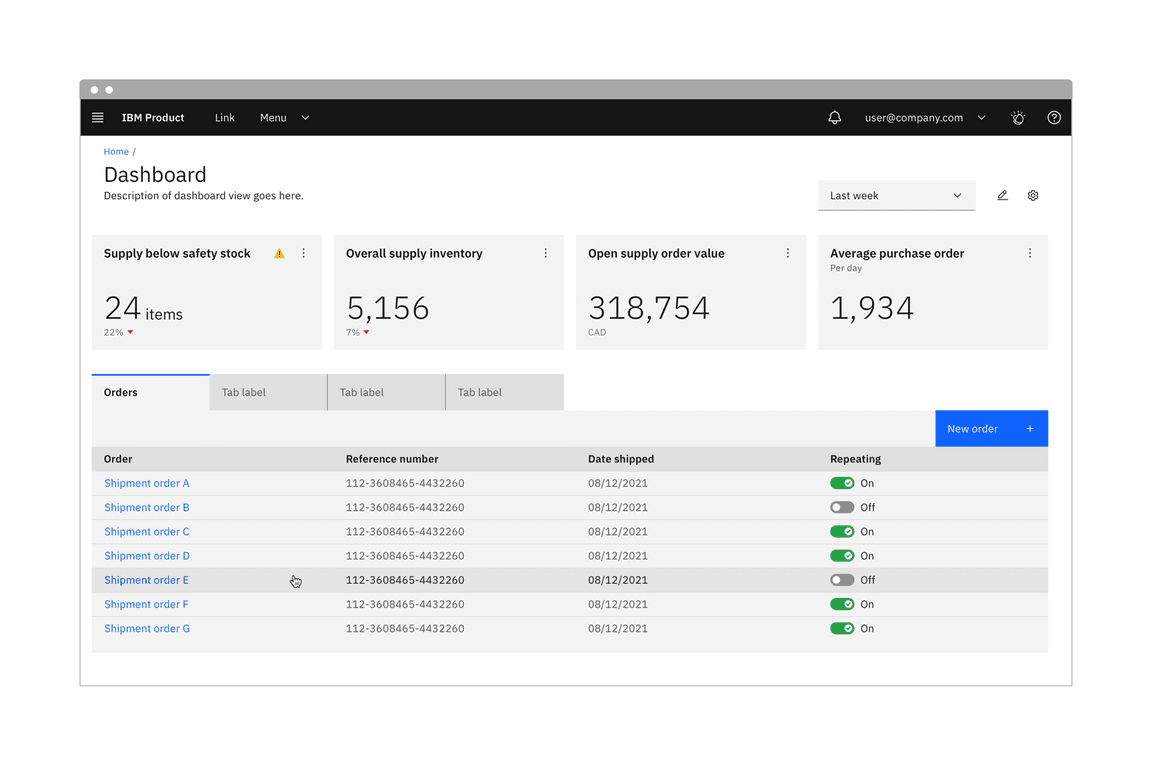 IBM Product Link Menu user@company.com
Home /
Dashboard
Description of dashboard view goes here.
Last week
Supply below safety stock
24 items
22%
Overall supply inventory
5,156
7%
Open supply order value
318,754
CAD
Average purchase order
Per day
1,934
Orders Tab label Tab label Tab label
New order +
Order Reference number Date shipped Repeating
Shipment order A 112-3608465-4432260 08/12/2021 On
Shipment order B 112-3608465-4432260 08/12/2021 Off
Shipment order C 112-3608465-4432260 08/12/2021 On
Shipment order D 112-3608465-4432260 08/12/2021 On
Shipment order E 112-3608465-4432260 08/12/2021 Off
Shipment order F 112-3608465-4432260 08/12/2021 On
Shipment order G 112-3608465-4432260 08/12/2021 On